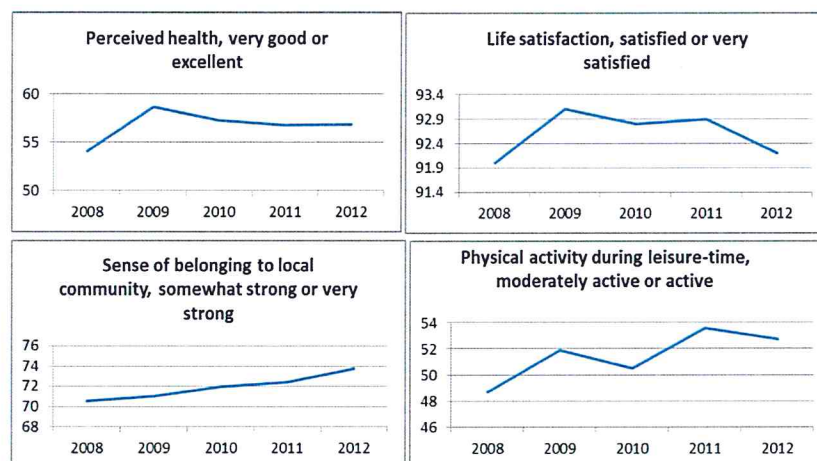 Perceived health, very good or
excellent
60
55
50
2008 2009 2010 2011 2012
Life satisfaction, satisfied or very
satisfied
93.4
92.9
92.4
91.9
91.4
2008 2009 2010 2011 2012
Sense of belonging to local
community, somewhat strong or very
strong
76
74
72
70
68
2008 2009 2010 2011 2012
Physical activity during leisure-time,
moderately active or active
54
52
50
48
46
2008 2009 2010 2011 2012